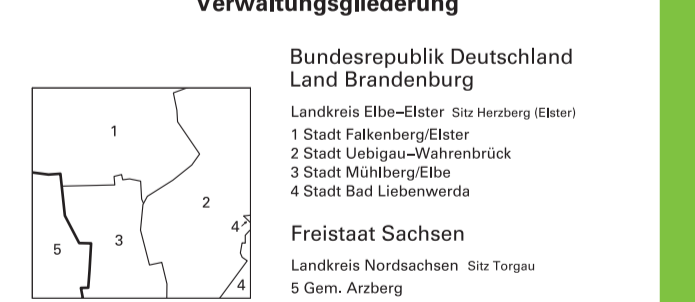 Verwaltungsgliederung
Bundesrepublik Deutschland
Land Brandenburg
Landkreis Elbe–Elster Sitz Herzberg (Elster)
1 Stadt Falkenberg/Elster
2 Stadt Uebigau–Wahrenbrück
3 Stadt Mühlberg/Elbe
4 Stadt Bad Liebenwerda
Freistaat Sachsen
Landkreis Nordsachsen Sitz Torgau
5 Gem. Arzberg
1
2
4
3
5
4